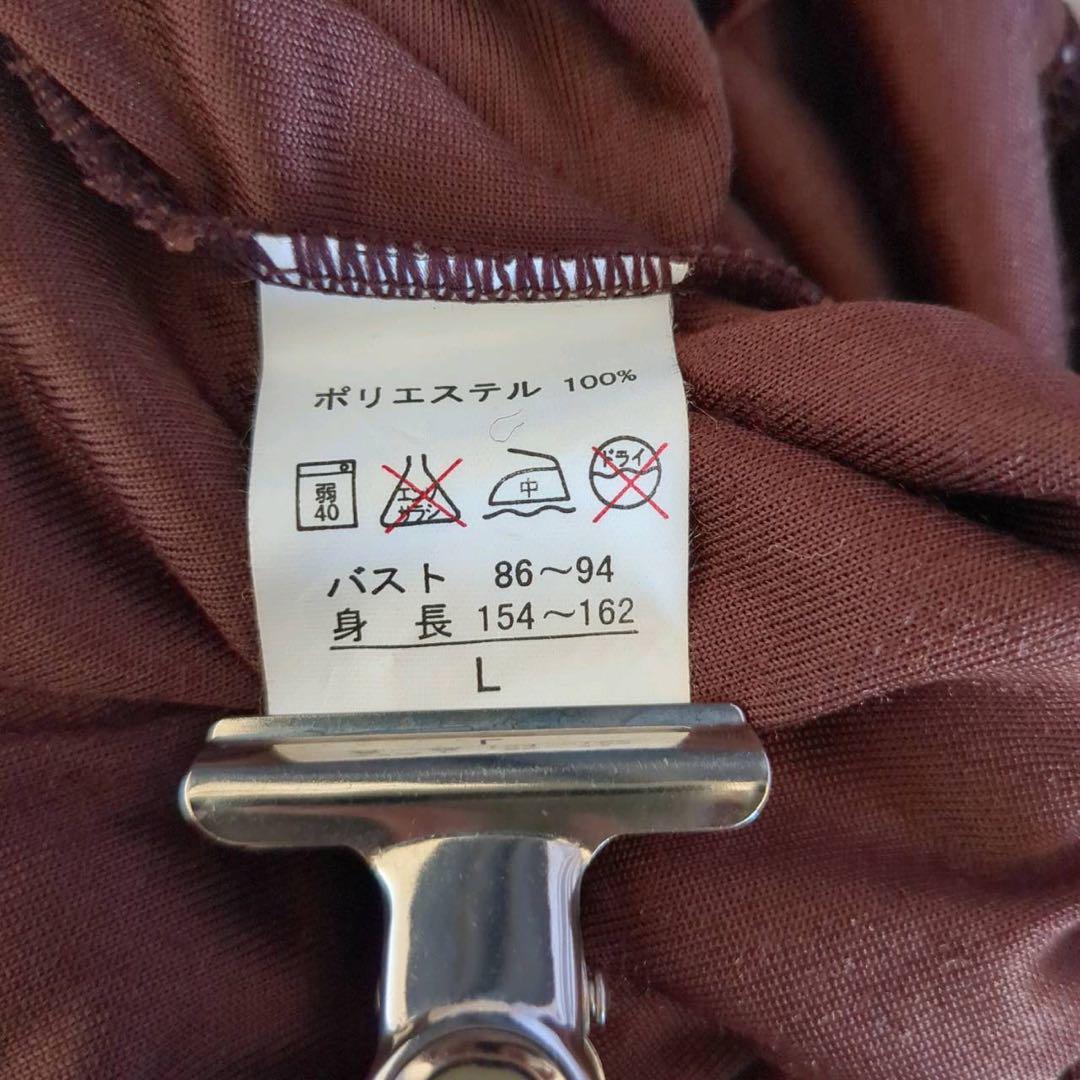 ポリエステル 100%
弱 40
エンソ サラシ
中
ドライ
バスト 86～94
身 長 154～162
L